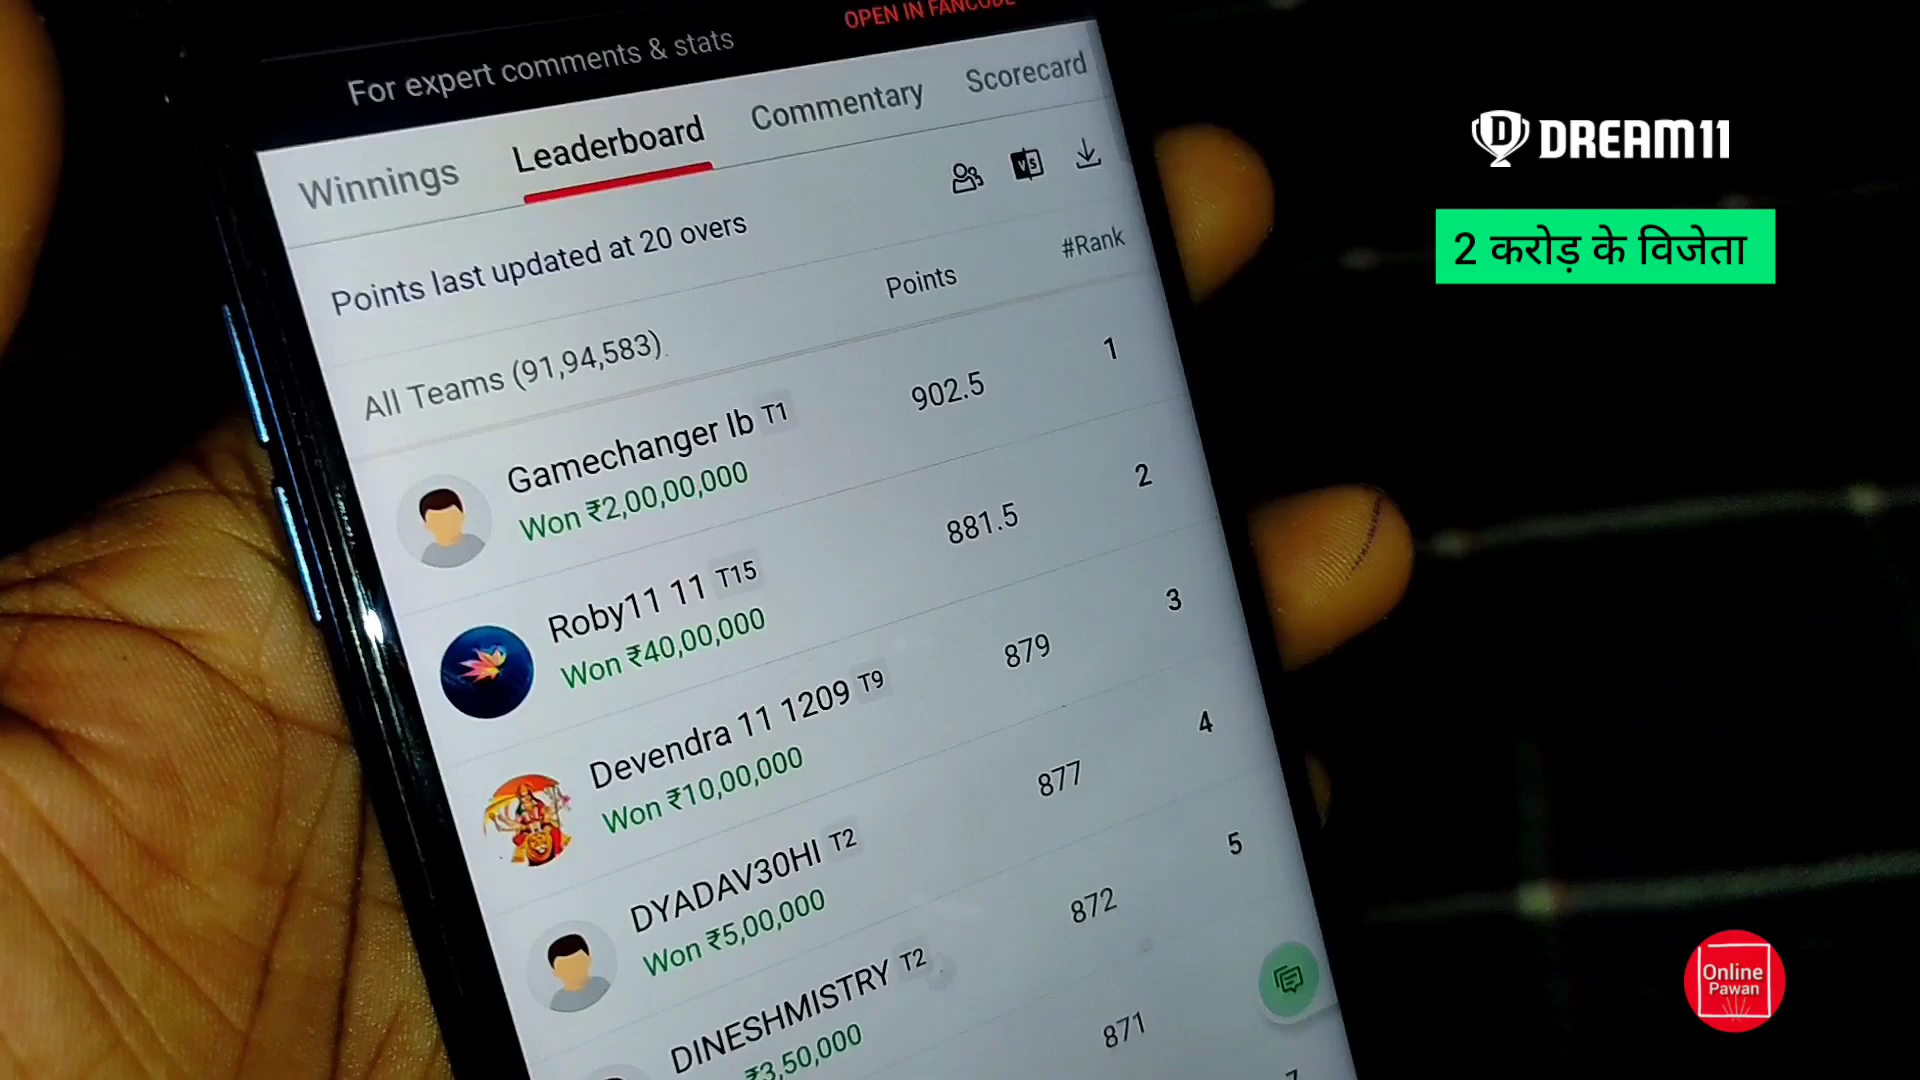 OPEN IN FANCODE
For expert comments & stats
Winnings Leaderboard Commentary Scorecard
VS
Points last updated at 20 overs
All Teams (91,94,583) Points #Rank
Gamechanger Ib T1 902.5 1
Won ₹2,00,00,000
Roby11 11 T15 881.5 2
Won ₹40,00,000
Devendra 11 1209 T9 879 3
Won ₹10,00,000
DYADAV30HI T2 877 4
Won ₹5,00,000
DINESHMISTRY T2 872 5
₹3,50,000
871
D DREAM11
2 करोड़ के विजेता
Online
Pawan